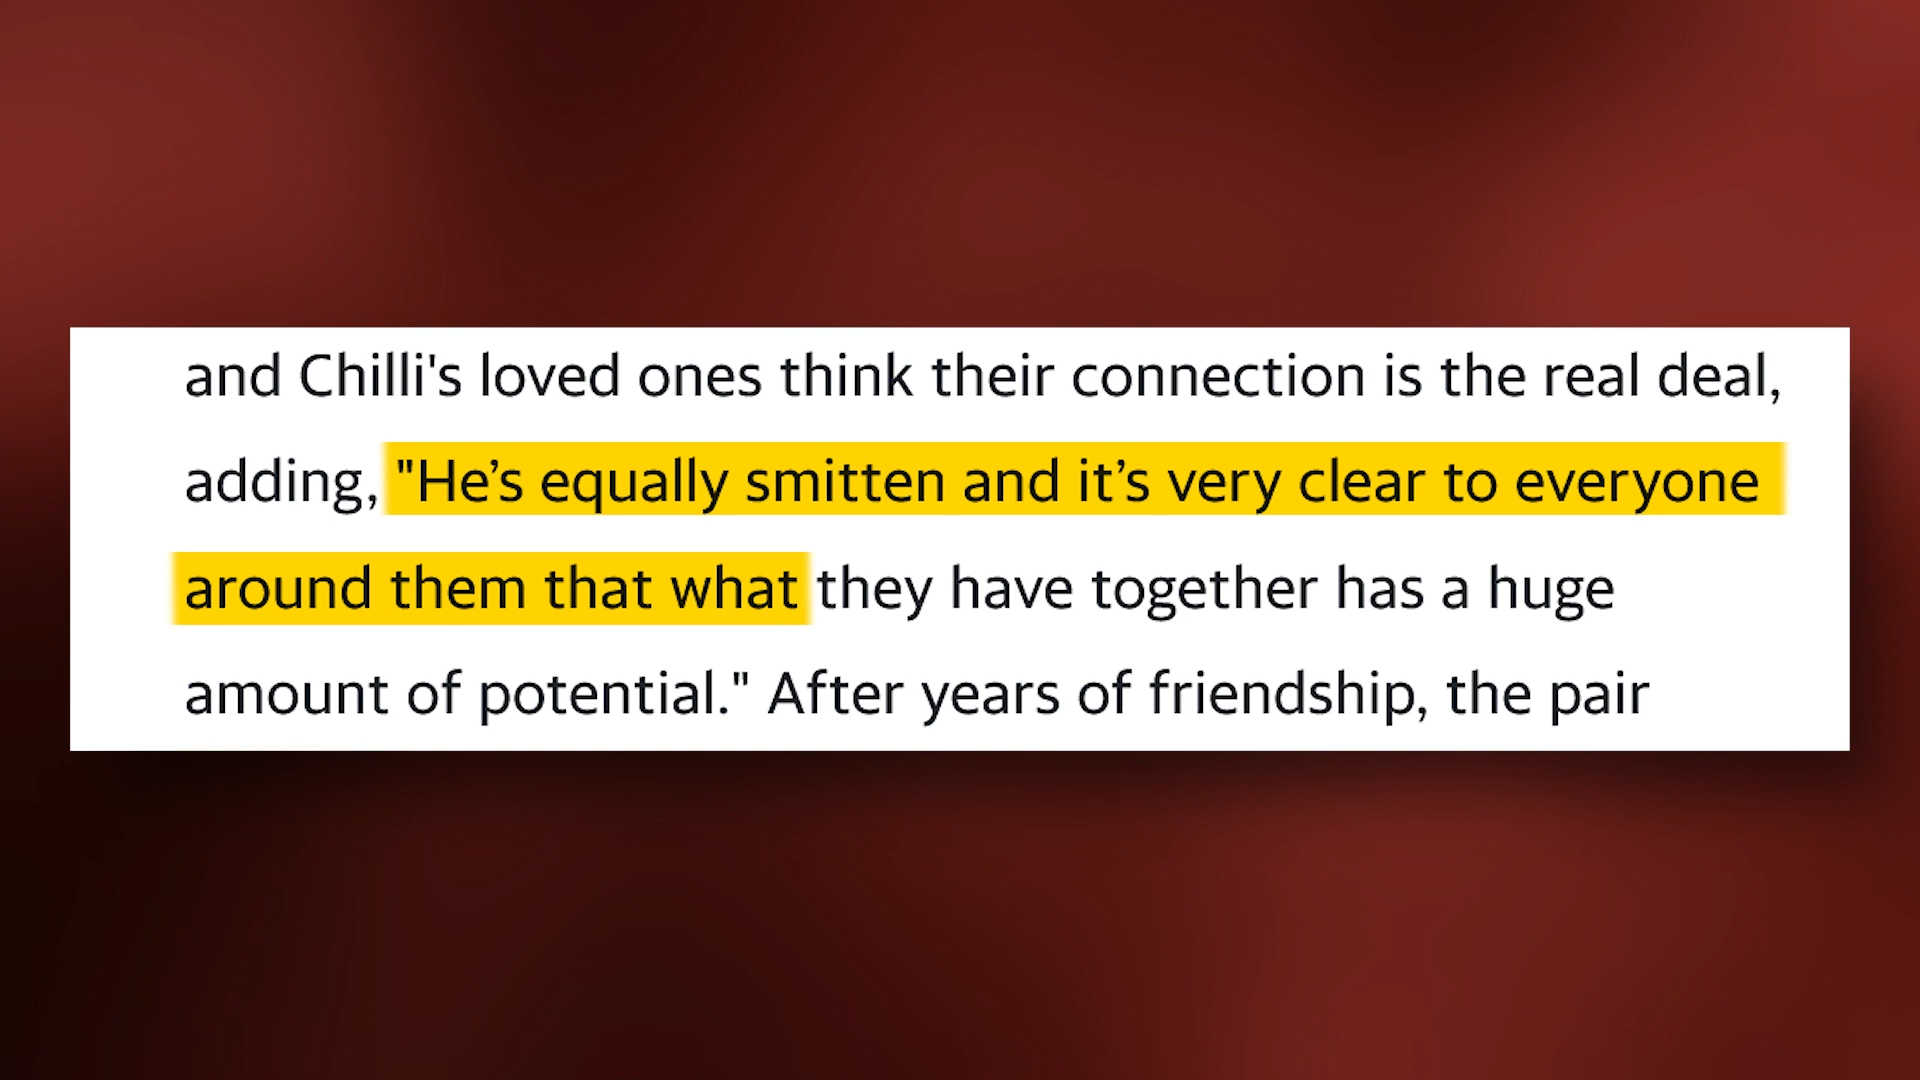 and Chilli's loved ones think their connection is the real deal,
adding, "He’s equally smitten and it’s very clear to everyone
around them that what they have together has a huge
amount of potential." After years of friendship, the pair